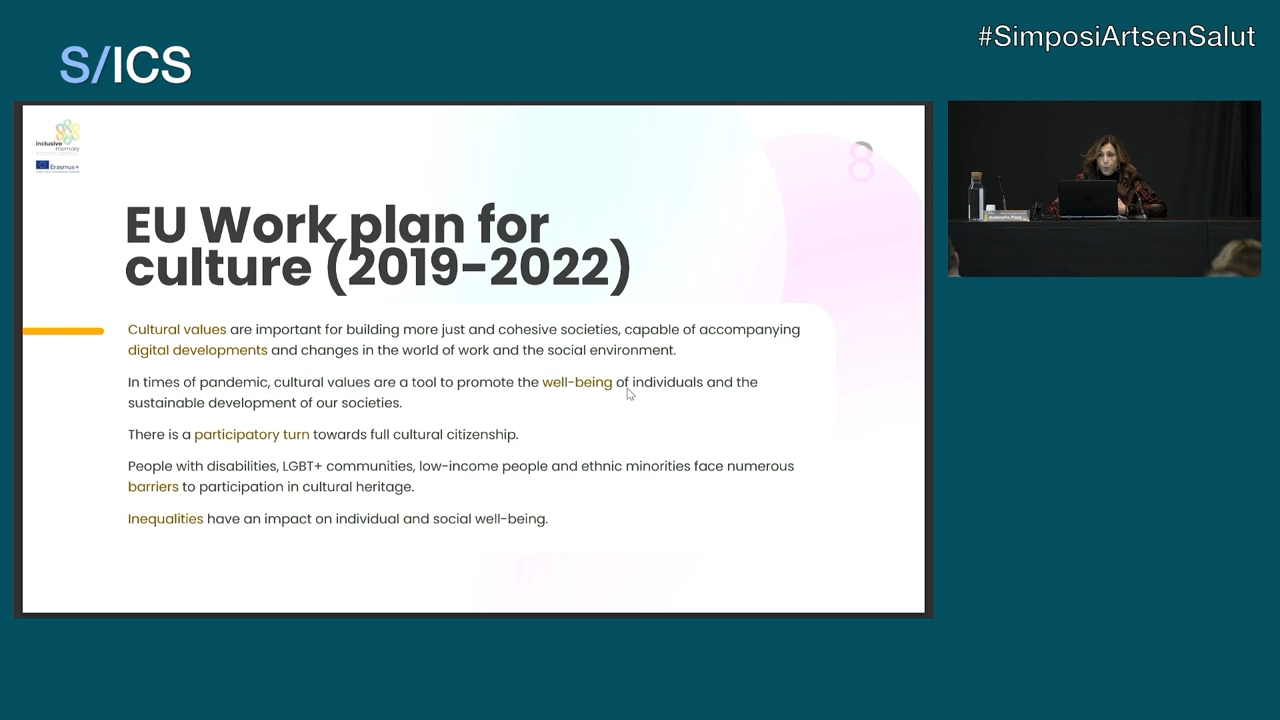 #SimposiArtsenSalut
S/ICS
inclusive
memory
Erasmus+
8
EU Work plan for
culture (2019-2022)
Cultural values are important for building more just and cohesive societies, capable of accompanying
digital developments and changes in the world of work and the social environment.
In times of pandemic, cultural values are a tool to promote the well-being of individuals and the
sustainable development of our societies.
There is a participatory turn towards full cultural citizenship.
People with disabilities, LGBT+ communities, low-income people and ethnic minorities face numerous
barriers to participation in cultural heritage.
Inequalities have an impact on individual and social well-being.